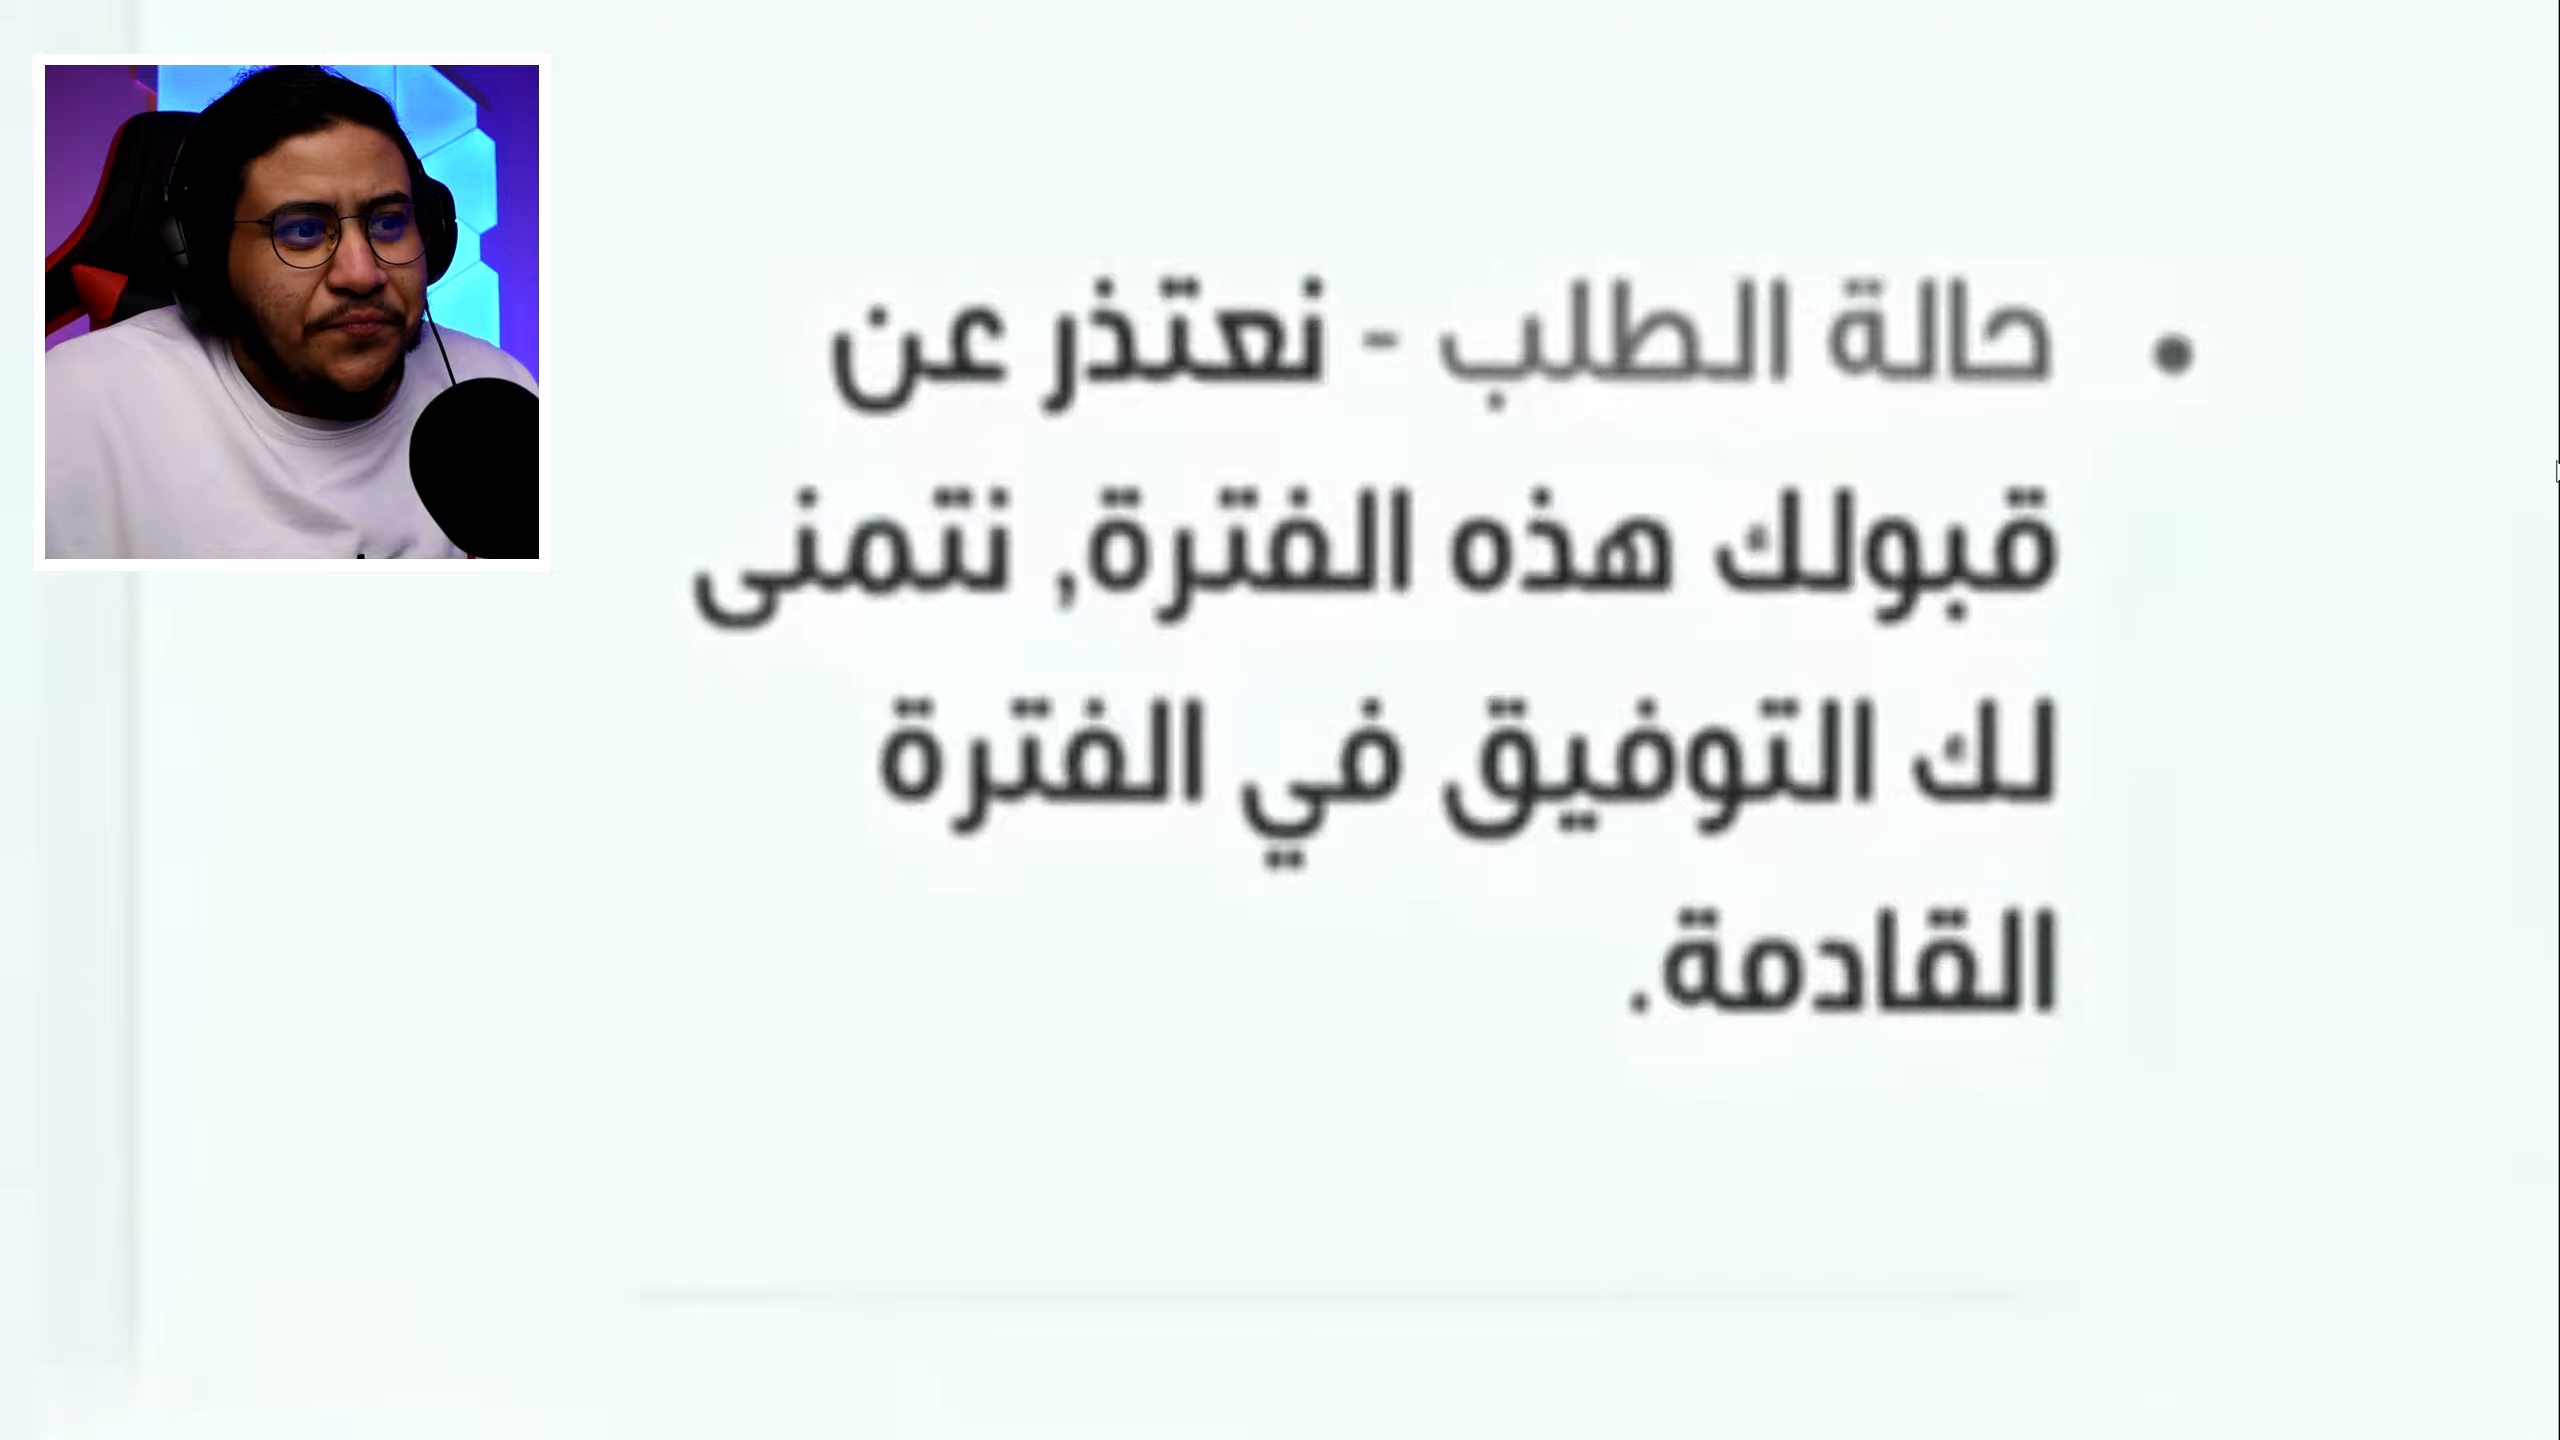 • حالة الطلب - نعتذر عن
قبولك هذه الفترة, نتمنى
لك التوفيق في الفترة
القادمة.